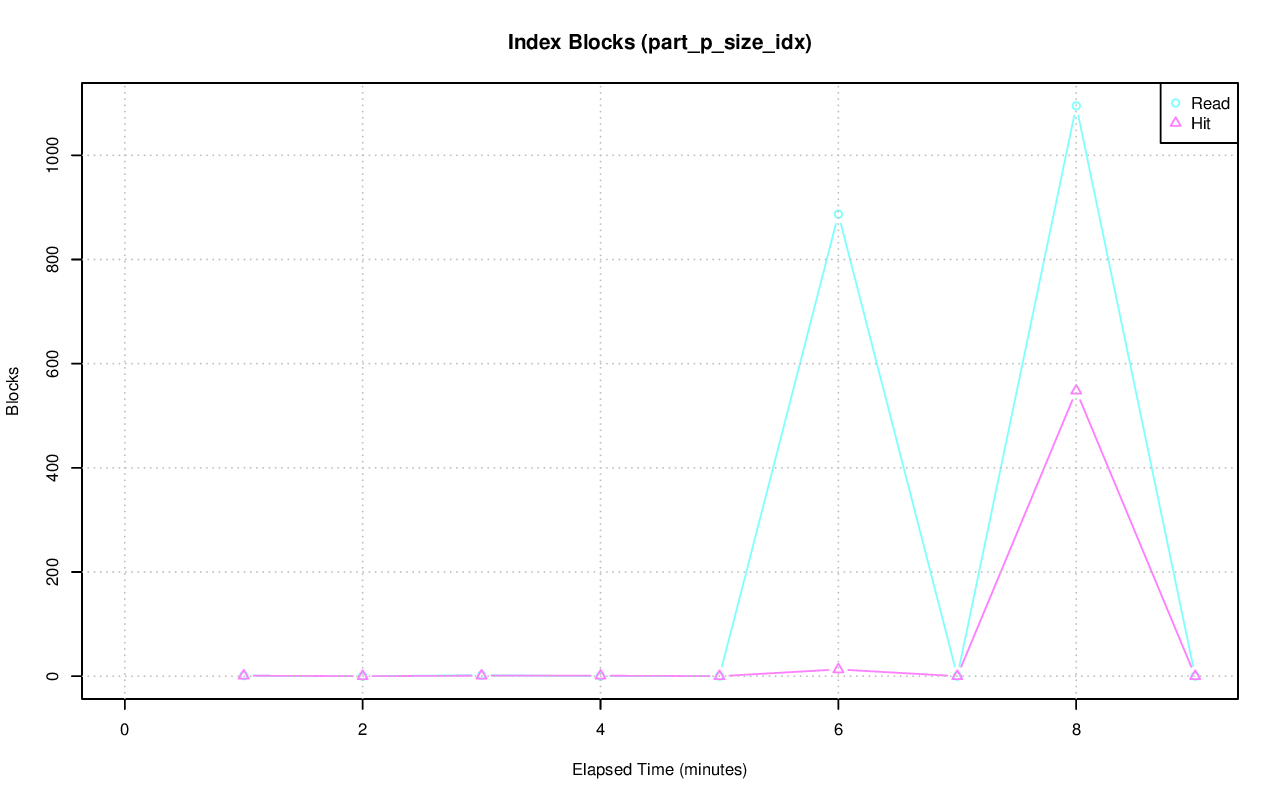 Index Blocks (part_p_size_idx)
Read
Hit
1000
800
600
400
200
0
Blocks
0 2 4 6 8
Elapsed Time (minutes)